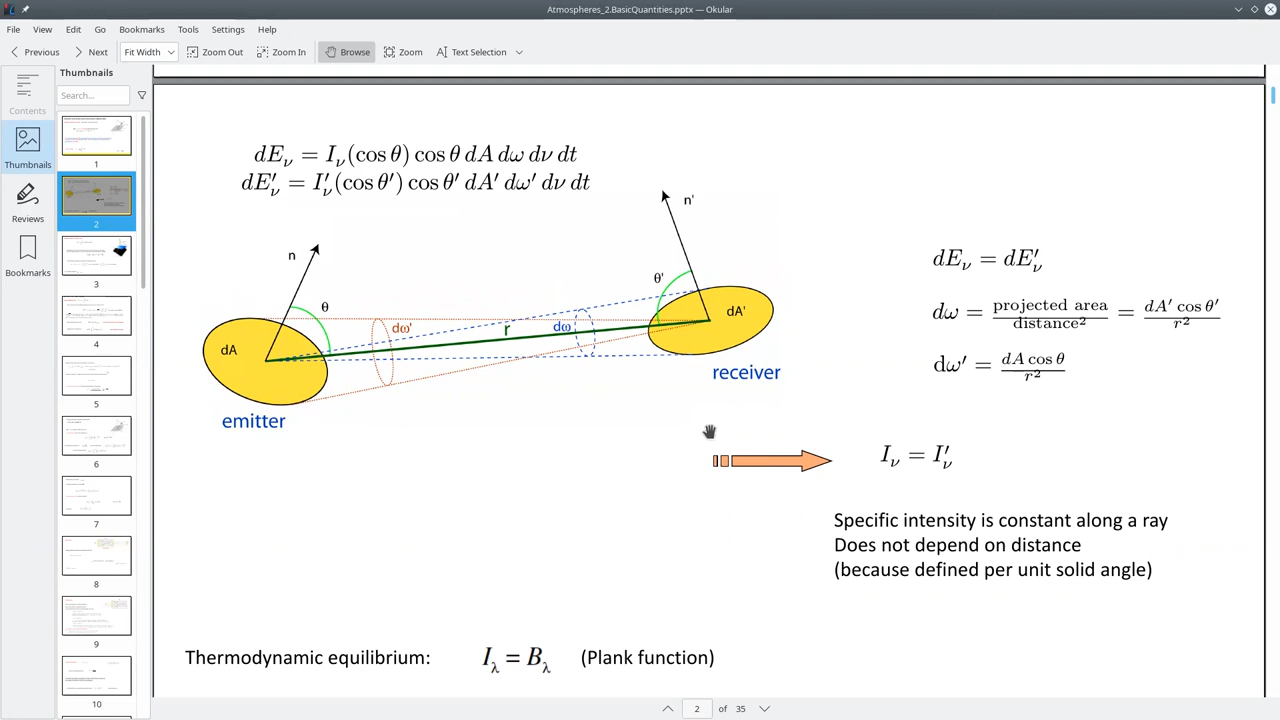 Atmospheres_2.BasicQuantities.pptx — Okular
File View Edit Go Bookmarks Tools Settings Help
Previous Next Fit Width Zoom Out Zoom In Browse Zoom Text Selection
Thumbnails
Contents
Search...
Thumbnails
Reviews
Bookmarks
1
2
3
4
5
6
7
8
9
10
dE_ν = I_ν(cos θ) cos θ dA dω dν dt
dE′_ν = I′_ν(cos θ′) cos θ′ dA′ dω′ dν dt
n
θ
n'
θ'
dA
dω'
r
dω
dA'
emitter
receiver
dE_ν = dE′_ν
dω = projected area / distance² = dA′ cos θ′ / r²
dω′ = dA cos θ / r²
I_ν = I′_ν
Specific intensity is constant along a ray
Does not depend on distance
(because defined per unit solid angle)
Thermodynamic equilibrium: I_λ = B_λ (Plank function)
2 of 35